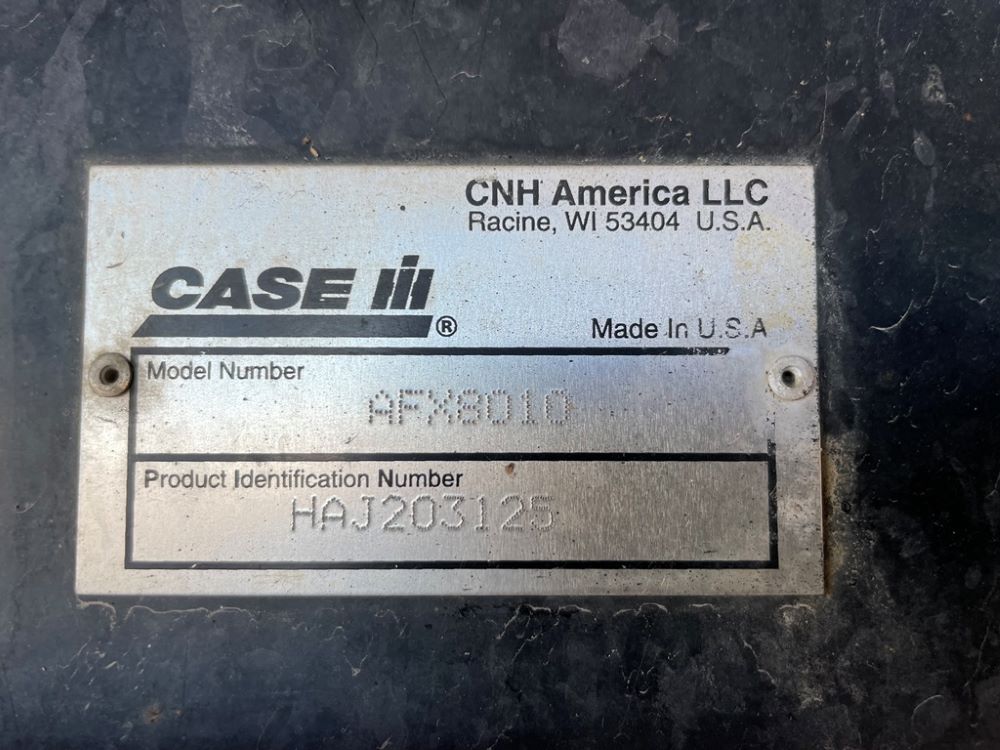 CNH America LLC
Racine, WI 53404 U.S.A.
CASE IH
®
Made In U.S.A
Model Number
AFX8010
Product Identification Number
HAJ203125